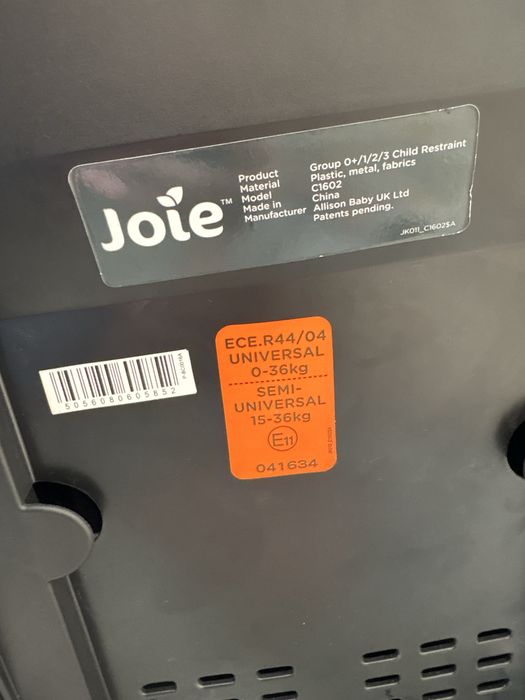 Joie™
Product Group 0+/1/2/3 Child Restraint
Material Plastic, metal, fabrics
Model C1602
Made in China
Manufacturer Allison Baby UK Ltd
Patents pending.
JK011_C1602$A
ECE.R44/04
UNIVERSAL
0-36kg
SEMI-
UNIVERSAL
15-36kg
E11
041634
5056080605852